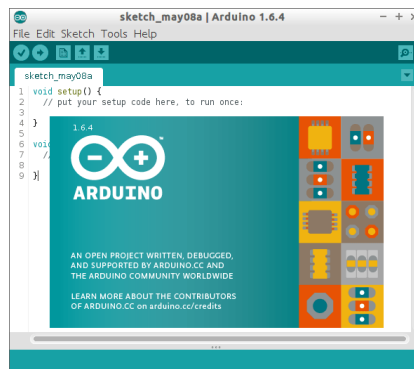 sketch_may08a | Arduino 1.6.4
File Edit Sketch Tools Help
sketch_may08a
1 void setup() {
2 // put your setup code here, to run once:
3
4 }
5
6 voi
7 //
8
9 }
1.6.4
ARDUINO
AN OPEN PROJECT WRITTEN, DEBUGGED,
AND SUPPORTED BY ARDUINO.CC AND
THE ARDUINO COMMUNITY WORLDWIDE
LEARN MORE ABOUT THE CONTRIBUTORS
OF ARDUINO.CC on arduino.cc/credits